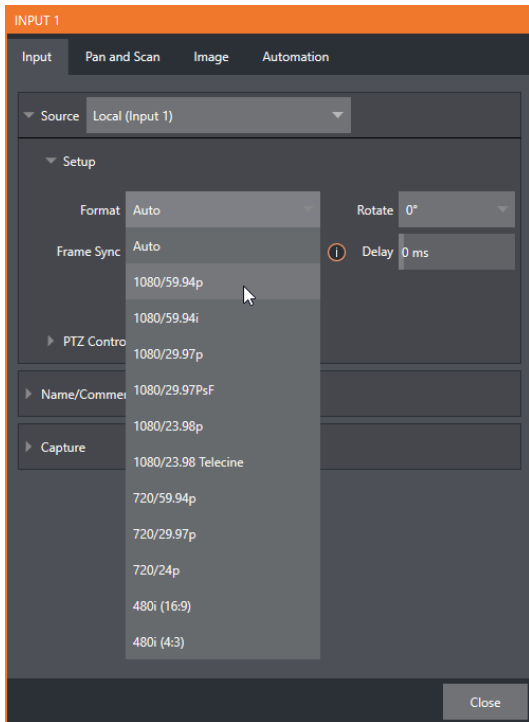 INPUT 1
Input Pan and Scan Image Automation
Source Local (Input 1)
Setup
Format Auto Rotate 0°
Frame Sync Auto i Delay 0 ms
1080/59.94p
1080/59.94i
PTZ Contro 1080/29.97p
Name/Commen 1080/29.97PsF
1080/23.98p
Capture 1080/23.98 Telecine
720/59.94p
720/29.97p
720/24p
480i (16:9)
480i (4:3)
Close